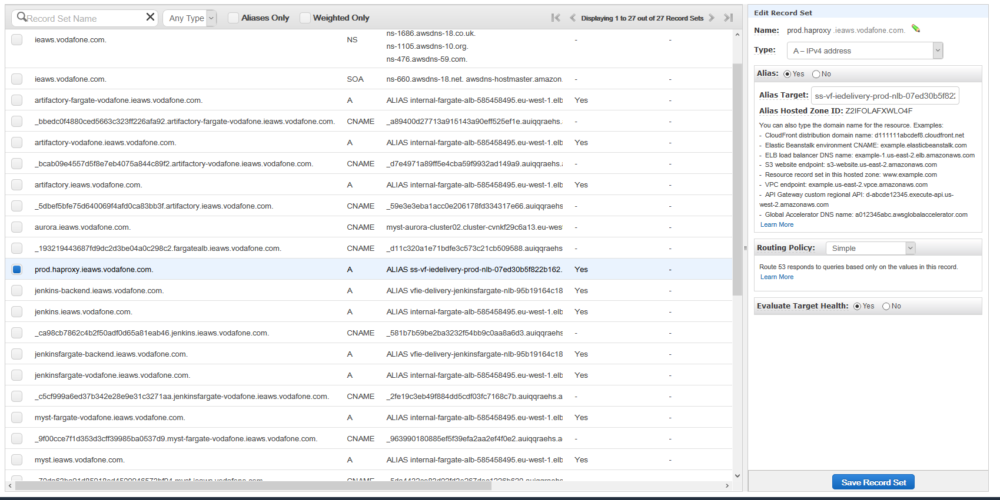 Record Set Name
Any Type
Aliases Only
Weighted Only
Displaying 1 to 27 out of 27 Record Sets
ieaws.vodafone.com. NS ns-1686.awsdns-18.co.uk. - -
ns-1105.awsdns-10.org.
ns-476.awsdns-59.com.
ieaws.vodafone.com. SOA ns-660.awsdns-18.net. awsdns-hostmaster.amazon. - -
artifactory-fargate-vodafone.ieaws.vodafone.com. A ALIAS internal-fargate-alb-585458495.eu-west-1.elb Yes -
_bbedc0f4880ced5663c323ff226afa92.artifactory-fargate-vodafone.ieaws.vodafone.com. CNAME _a89400d27713a915143a90eff525ef1e.auiqqraehs. - -
artifactory-vodafone.ieaws.vodafone.com. A ALIAS internal-fargate-alb-585458495.eu-west-1.elb Yes -
_bcab09e4557d5f8e7eb4075a844c89f2.artifactory-vodafone.ieaws.vodafone.com. CNAME _d7e4971a89ff5e4cba59f9932ad149a9.auiqqraehs. - -
artifactory.ieaws.vodafone.com. A ALIAS internal-fargate-alb-585458495.eu-west-1.elb Yes -
_5dbef5bfe75d640069f4afd0ca83bb3f.artifactory.ieaws.vodafone.com. CNAME _59e3e3eba1acc0e206178fd334317e66.auiqqraehs - -
aurora.ieaws.vodafone.com. CNAME myst-aurora-cluster02.cluster-cvnkf29c6a13.eu-west - -
_193219443687fd9dc2d3be04a0c298c2.fargatealb.ieaws.vodafone.com. CNAME _d11c320a1e71bdfe3c573c21cb509588.auiqqraehs - -
prod.haproxy.ieaws.vodafone.com. A ALIAS ss-vf-iedelivery-prod-nlb-07ed30b5f822b162. Yes -
jenkins-backend.ieaws.vodafone.com. A ALIAS vfie-delivery-jenkinsfargate-nlb-95b19164c18 Yes -
jenkins.ieaws.vodafone.com. A ALIAS internal-fargate-alb-585458495.eu-west-1.elb Yes -
_ca98cb7862c4b2f50adf0d65a81eab46.jenkins.ieaws.vodafone.com. CNAME _581b7b59be2ba3232f54bb9c0aa8a6d3.auiqqraehs - -
jenkinsfargate-backend.ieaws.vodafone.com. A ALIAS vfie-delivery-jenkinsfargate-nlb-95b19164c18 Yes -
jenkinsfargate-vodafone.ieaws.vodafone.com. A ALIAS internal-fargate-alb-585458495.eu-west-1.elb Yes -
_c5cf999a6ed37b342e28e9e31c3271aa.jenkinsfargate-vodafone.ieaws.vodafone.com. CNAME _2fe19c3eb49f884dd5cdf03fc7168c7b.auiqqraehs.a - -
myst-fargate-vodafone.ieaws.vodafone.com. A ALIAS internal-fargate-alb-585458495.eu-west-1.elb Yes -
_9f00cce7f1d353d3cff39985ba0537d9.myst-fargate-vodafone.ieaws.vodafone.com. CNAME _963990180885ef5f39efa2aa2ef4f0e2.auiqqraehs.a - -
myst.ieaws.vodafone.com. A ALIAS internal-fargate-alb-585458495.eu-west-1.elb Yes -
CNAME
Edit Record Set
Name: prod.haproxy .ieaws.vodafone.com.
Type: A – IPv4 address
Alias: Yes No
Alias Target: ss-vf-iedelivery-prod-nlb-07ed30b5f822
Alias Hosted Zone ID: Z2IFOLAFXWLO4F
You can also type the domain name for the resource. Examples:
- CloudFront distribution domain name: d111111abcdef8.cloudfront.net
- Elastic Beanstalk environment CNAME: example.elasticbeanstalk.com
- ELB load balancer DNS name: example-1.us-east-2.elb.amazonaws.com
- S3 website endpoint: s3-website.us-east-2.amazonaws.com
- Resource record set in this hosted zone: www.example.com
- VPC endpoint: example.us-east-2.vpce.amazonaws.com
- API Gateway custom regional API: d-abcde12345.execute-api.us-
west-2.amazonaws.com
- Global Accelerator DNS name: a012345abc.awsglobalaccelerator.com
Learn More
Routing Policy: Simple
Route 53 responds to queries based only on the values in this record.
Learn More
Evaluate Target Health: Yes No
Save Record Set